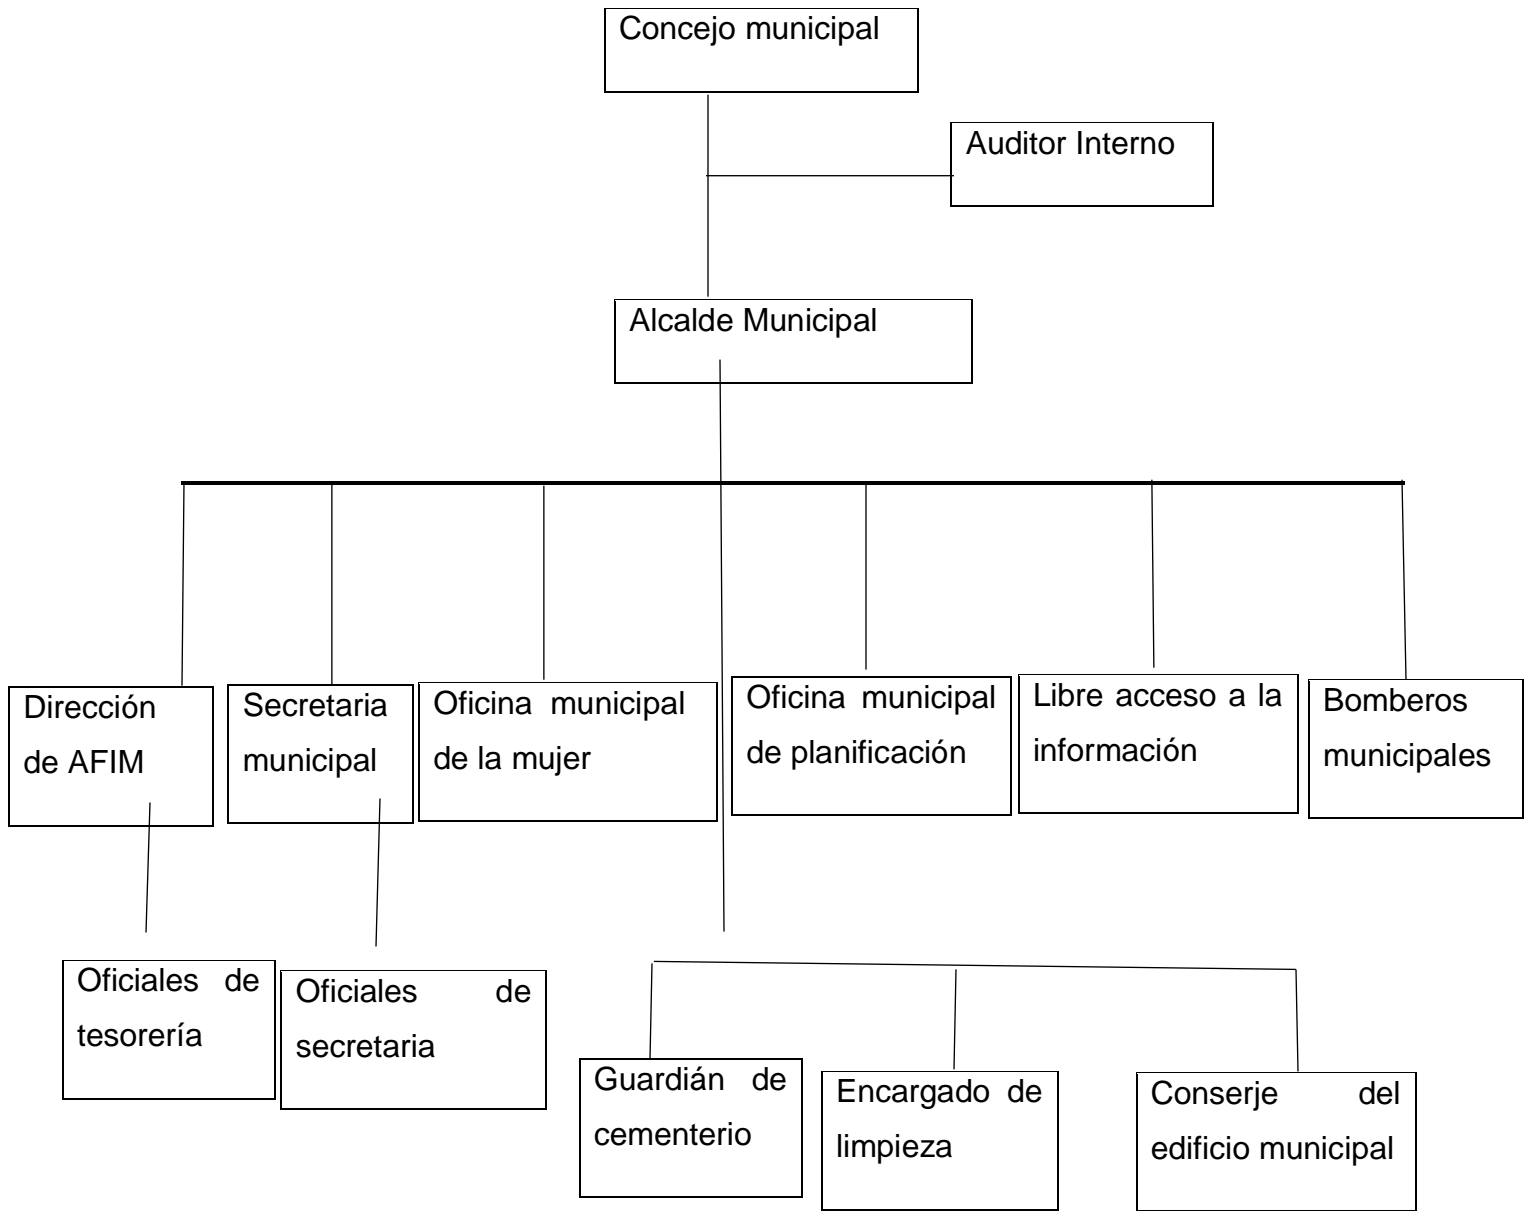 Concejo municipal
Auditor Interno
Alcalde Municipal
Dirección
de AFIM
Secretaria
municipal
Oficina municipal
de la mujer
Oficina municipal
de planificación
Libre acceso a la
información
Bomberos
municipales
Oficiales de
tesorería
Oficiales de
secretaria
Guardián de
cementerio
Encargado de
limpieza
Conserje del
edificio municipal